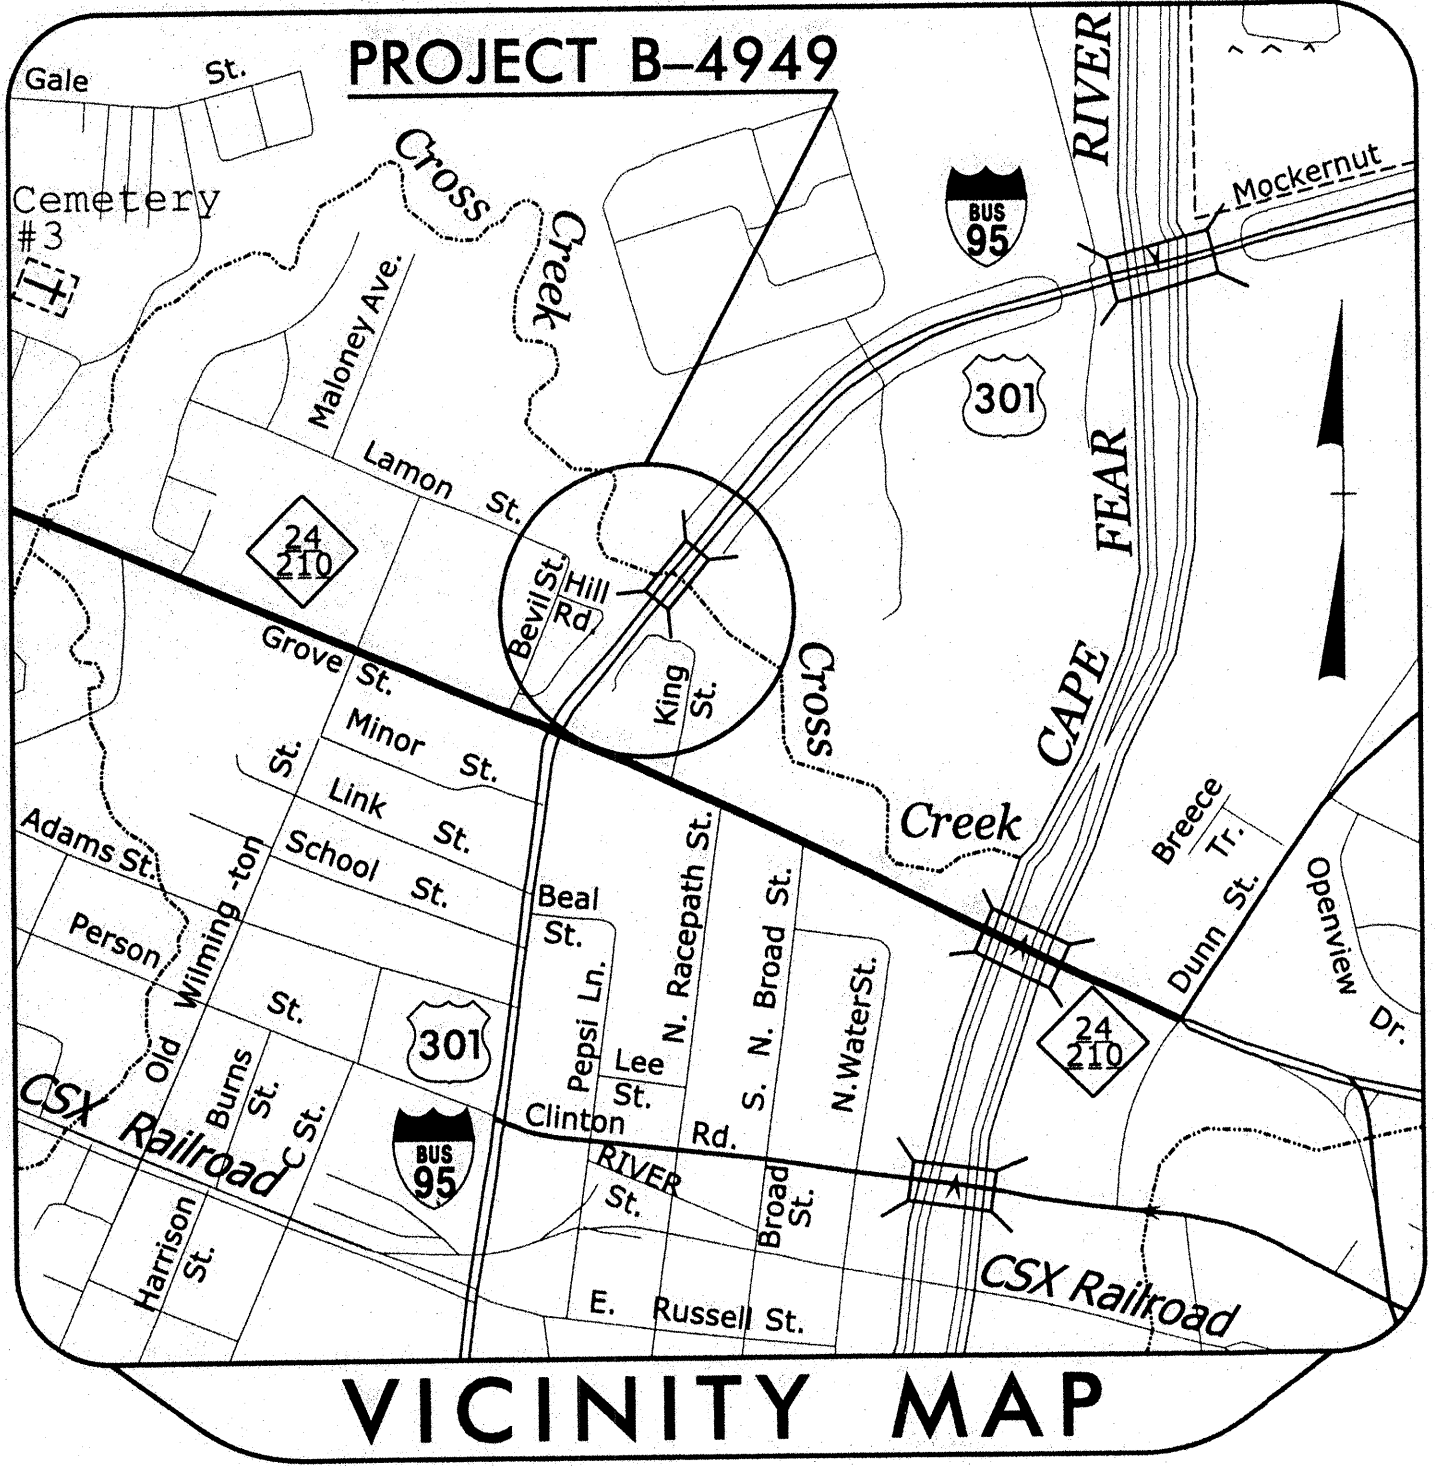 PROJECT B–4949
Gale St.
Cemetery
#3
Cross
Creek
RIVER
Mockernut
BUS
95
Maloney Ave.
301
Lamon St.
FEAR
24
210
Bevil St.
Hill
Rd.
Grove St.
King
St.
Cross
CAPE
Minor St.
St.
Link St.
Creek
Breece
Tr.
Adams St.
School St.
Old Wilming -ton
Beal
St.
N. Racepath St.
S. N. Broad St.
Dunn St.
Openview
Dr.
Person St.
Pepsi Ln.
N. Water St.
301
24
210
Lee
St.
Burns
St.
C St.
CSX Railroad
Clinton Rd.
BUS
95
RIVER
St.
Broad
St.
Harrison
St.
CSX Railroad
E. Russell St.
VICINITY MAP